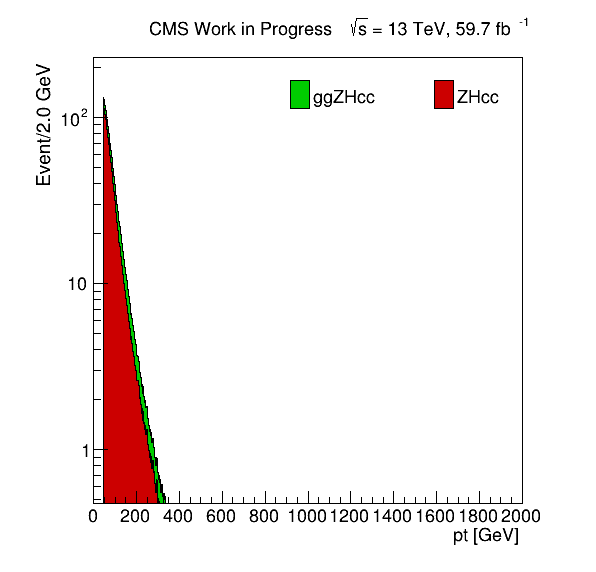 CMS Work in Progress √s = 13 TeV, 59.7 fb⁻¹
Event/2.0 GeV
ggZHcc ZHcc
10²
10
1
0 200 400 600 800 1000 1200 1400 1600 1800 2000
pt [GeV]